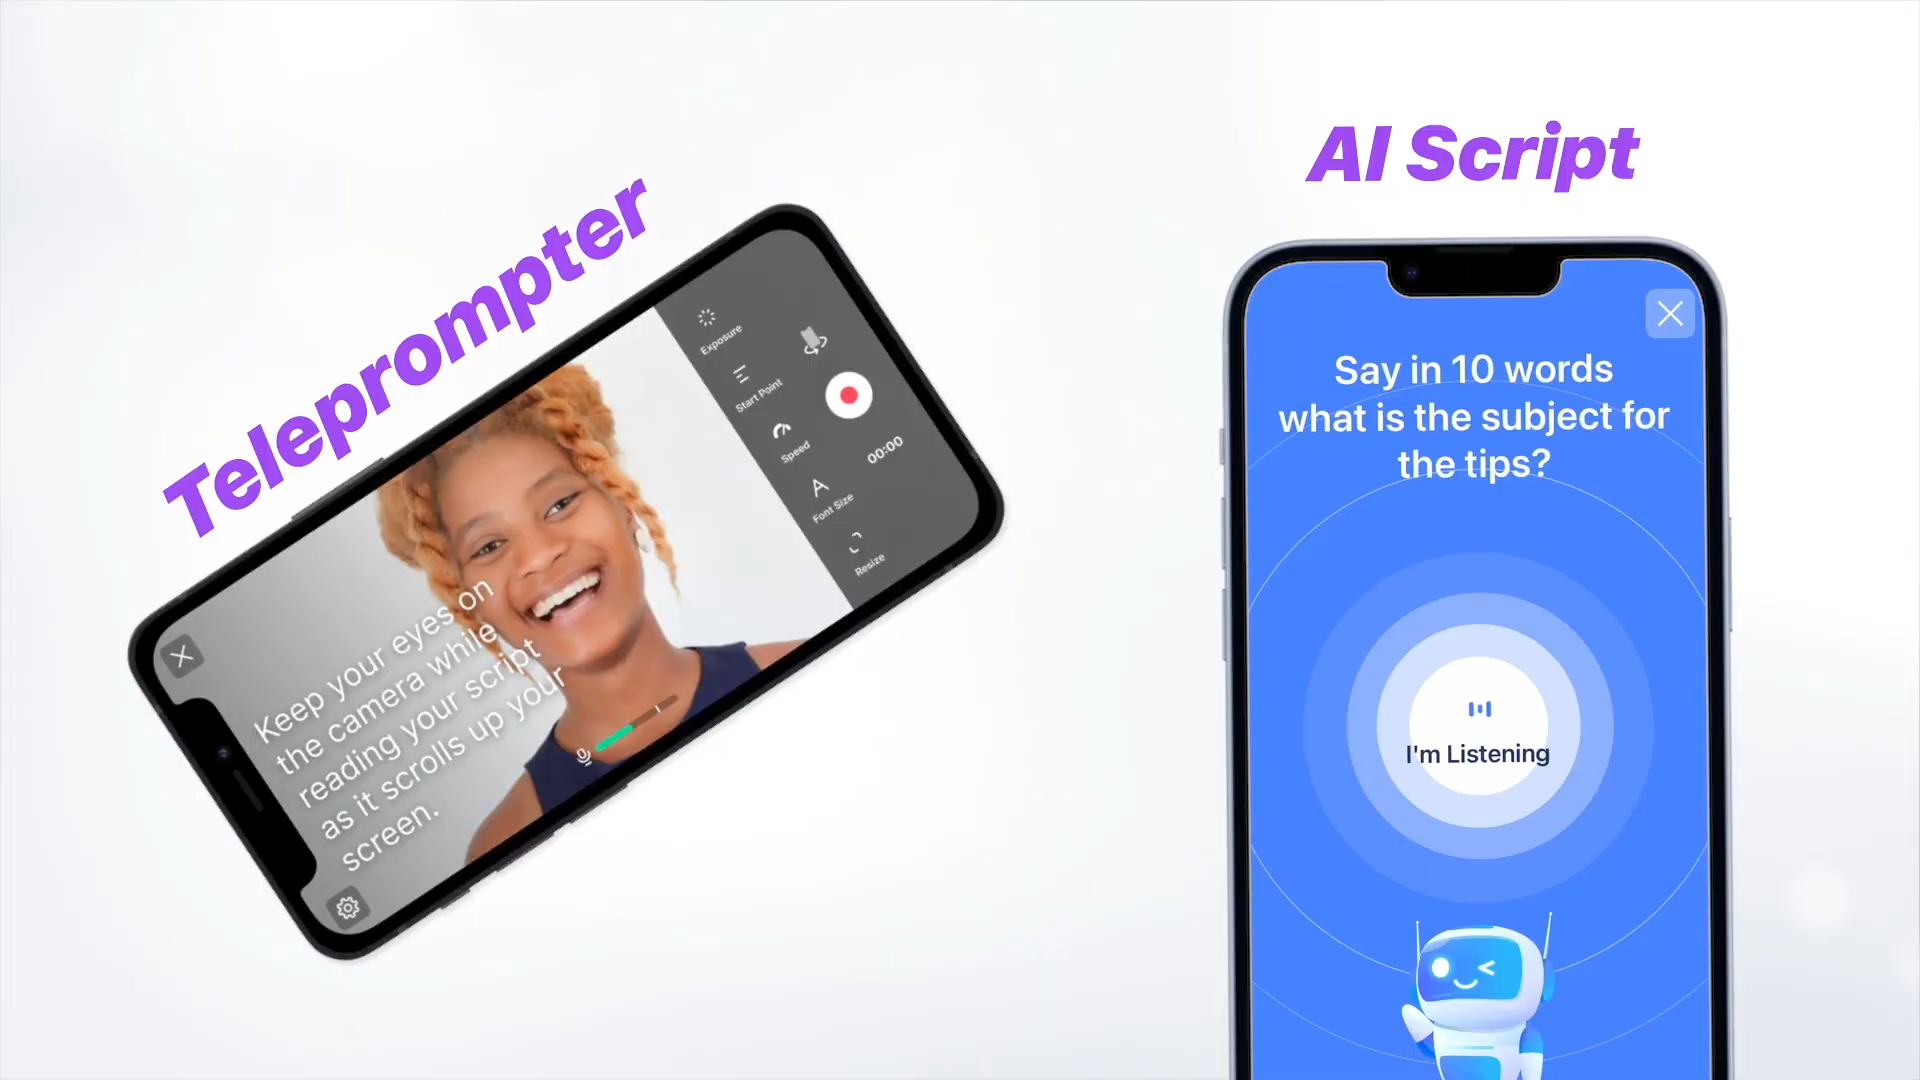 Teleprompter
Keep your eyes on
the camera while
reading your script
as it scrolls up your
screen.
Exposure
Start Point
Speed
Font Size
Resize
00:00
AI Script
Say in 10 words
what is the subject for
the tips?
I'm Listening